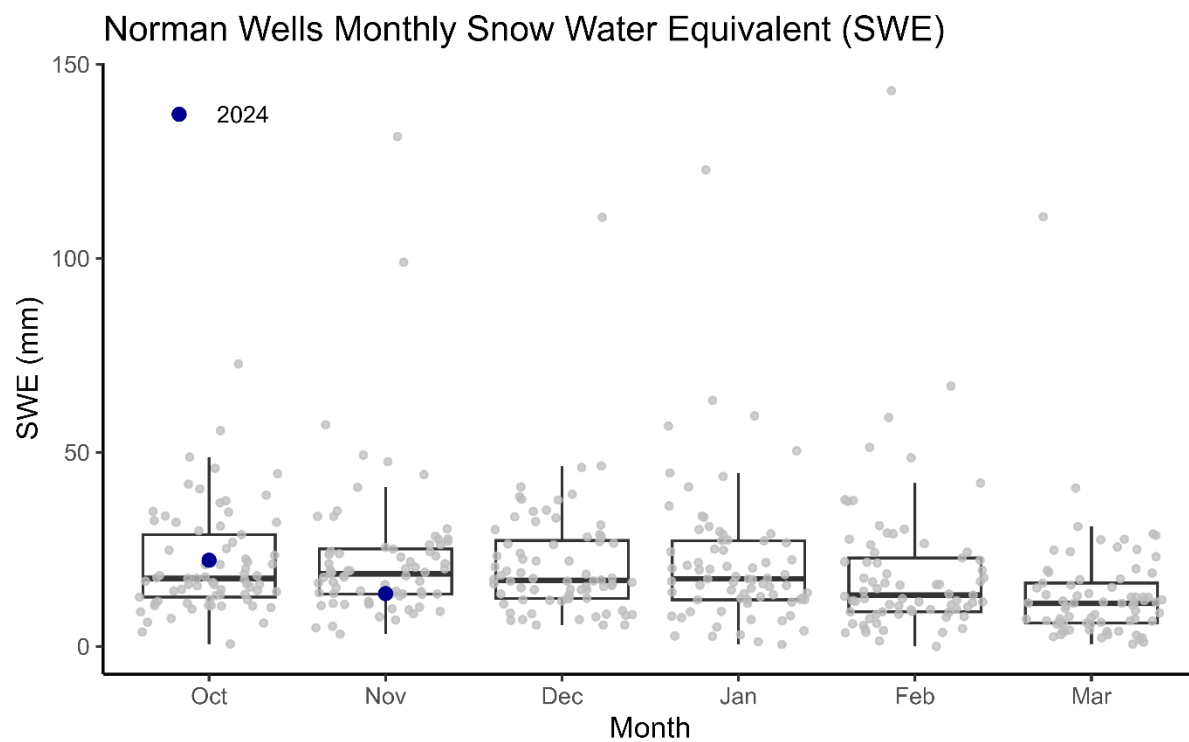 Norman Wells Monthly Snow Water Equivalent (SWE)
150
2024
100
SWE (mm)
50
0
Oct Nov Dec Jan Feb Mar
Month